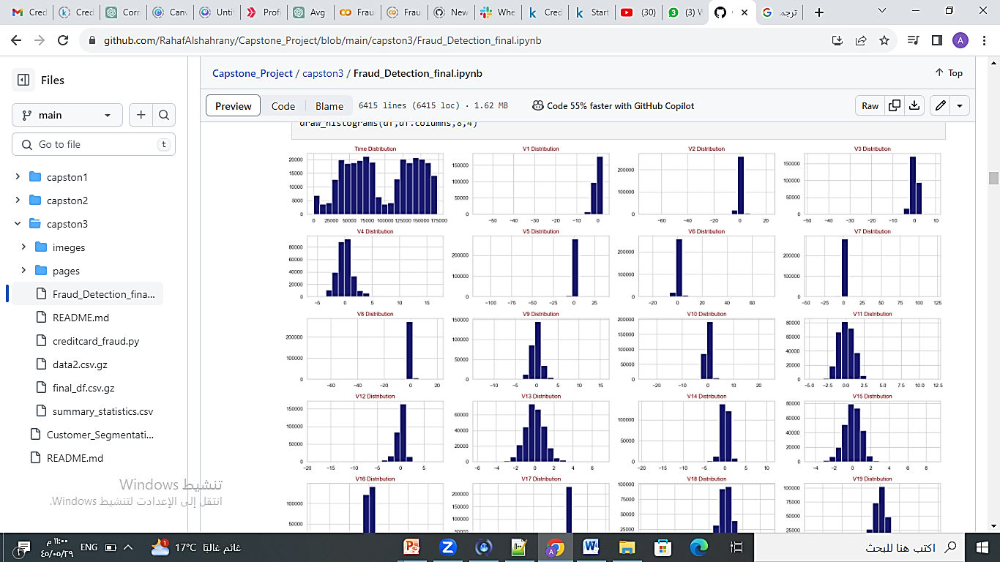 Cred
Cred
Corr
Canv
Untit
Profi
Avg
Frau
Frau
New
Whe
Cred
Start
(30)
(3) W
ترجم
github.com/RahafAlshahrany/Capstone_Project/blob/main/capston3/Fraud_Detection_final.ipynb
A
Files
main
Go to file
t
capston1
capston2
capston3
imeges
pages
Fraud_Detection_fina...
README.md
creditcard_fraud.py
data2.csv.gz
final_df.csv.gz
summary_statistics.csv
Customer_Segmentati...
README.md
Capstone_Project / capston3 / Fraud_Detection_final.ipynb
Top
Preview
Code
Blame
6415 lines (6415 loc) · 1.62 MB
Code 55% faster with GitHub Copilot
Raw
draw_histograms(df,df.columns,8,4)
Time Distribution
20000
15000
10000
5000
0
0 25000 50000 75000 100000 125000 150000 175000
V1 Distribution
150000
100000
50000
0
−50 −40 −30 −20 −10 0
V2 Distribution
200000
100000
0
−60 −40 −20 0 20
V3 Distribution
150000
100000
50000
0
−50 −40 −30 −20 −10 0 10
V4 Distribution
80000
60000
40000
20000
0
−5 0 5 10 15
V5 Distribution
200000
100000
0
−100 −75 −50 −25 0 25
V6 Distribution
200000
100000
0
−20 0 20 40 60
V7 Distribution
200000
100000
0
−50 −25 0 25 50 75 100 125
V8 Distribution
200000
100000
0
−60 −40 −20 0 20
V9 Distribution
150000
100000
50000
0
−10 −5 0 5 10 15
V10 Distribution
200000
150000
100000
50000
0
−20 −10 0 10 20
V11 Distribution
80000
60000
40000
20000
0
−5.0 −2.5 0.0 2.5 5.0 7.5 10.0 12.5
V12 Distribution
150000
100000
50000
0
−20 −15 −10 −5 0 5
V13 Distribution
60000
40000
20000
0
−6 −4 −2 0 2 4 6
V14 Distribution
100000
50000
0
−20 −15 −10 −5 0 5 10
V15 Distribution
80000
60000
40000
20000
0
−4 −2 0 2 4 6 8
V16 Distribution
100000
50000
V17 Distribution
200000
150000
100000
50000
V18 Distribution
100000
75000
50000
25000
V19 Distribution
100000
75000
50000
25000
تنشيط Windows
انتقل إلى الإعدادت لتنشيط Windows.
١١:٠٠ م
٤٥/٠٥/٢٩
ENG
1
17°C غائم غالبًا
اكتب هنا للبحث